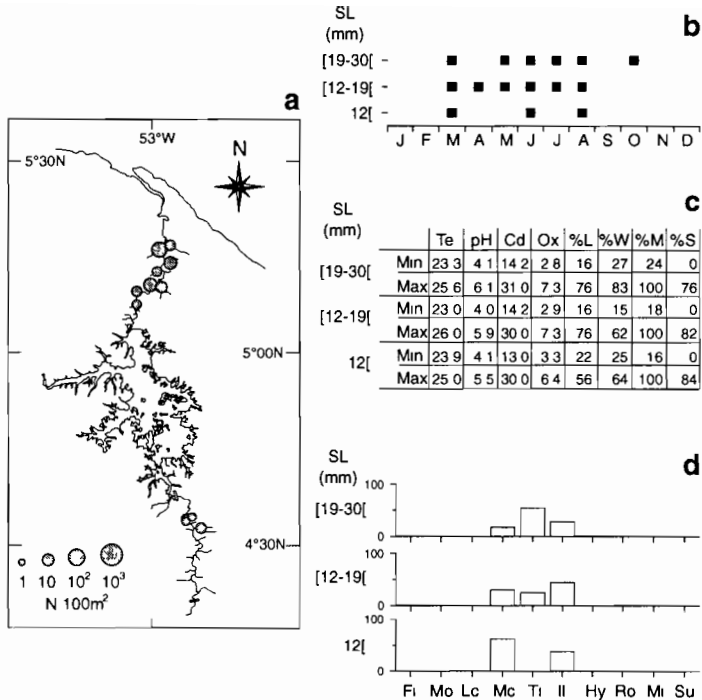 a
53°W
5°30N
N
5°00N
4°30N
1 10 10² 10³
N 100m²
b
SL
(mm)
[19-30[
[12-19[
12[
J F M A M J J A S O N D
c
SL
(mm)
Te pH Cd Ox %L %W %M %S
[19-30[
Min 23 3 4 1 14 2 2 8 16 27 24 0
Max 25 6 6 1 31 0 7 3 76 83 100 76
[12-19[
Min 23 0 4 0 14 2 2 9 16 15 18 0
Max 26 0 5 9 30 0 7 3 76 62 100 82
12[
Min 23 9 4 1 13 0 3 3 22 25 16 0
Max 25 0 5 5 30 0 6 4 56 64 100 84
d
SL
(mm)
100
[19-30[
0
100
[12-19[
0
100
12[
0
Fi Mo Lc Mc Ti Il Hy Ro Mi Su